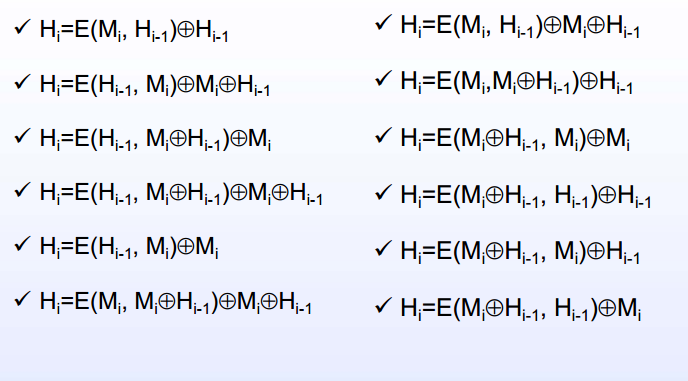 ✓ Hᵢ=E(Mᵢ, Hᵢ₋₁)⊕Hᵢ₋₁
✓ Hᵢ=E(Hᵢ₋₁, Mᵢ)⊕Mᵢ⊕Hᵢ₋₁
✓ Hᵢ=E(Hᵢ₋₁, Mᵢ⊕Hᵢ₋₁)⊕Mᵢ
✓ Hᵢ=E(Hᵢ₋₁, Mᵢ⊕Hᵢ₋₁)⊕Mᵢ⊕Hᵢ₋₁
✓ Hᵢ=E(Hᵢ₋₁, Mᵢ)⊕Mᵢ
✓ Hᵢ=E(Mᵢ, Mᵢ⊕Hᵢ₋₁)⊕Mᵢ⊕Hᵢ₋₁
✓ Hᵢ=E(Mᵢ, Hᵢ₋₁)⊕Mᵢ⊕Hᵢ₋₁
✓ Hᵢ=E(Mᵢ,Mᵢ⊕Hᵢ₋₁)⊕Hᵢ₋₁
✓ Hᵢ=E(Mᵢ⊕Hᵢ₋₁, Mᵢ)⊕Mᵢ
✓ Hᵢ=E(Mᵢ⊕Hᵢ₋₁, Hᵢ₋₁)⊕Hᵢ₋₁
✓ Hᵢ=E(Mᵢ⊕Hᵢ₋₁, Mᵢ)⊕Hᵢ₋₁
✓ Hᵢ=E(Mᵢ⊕Hᵢ₋₁, Hᵢ₋₁)⊕Mᵢ